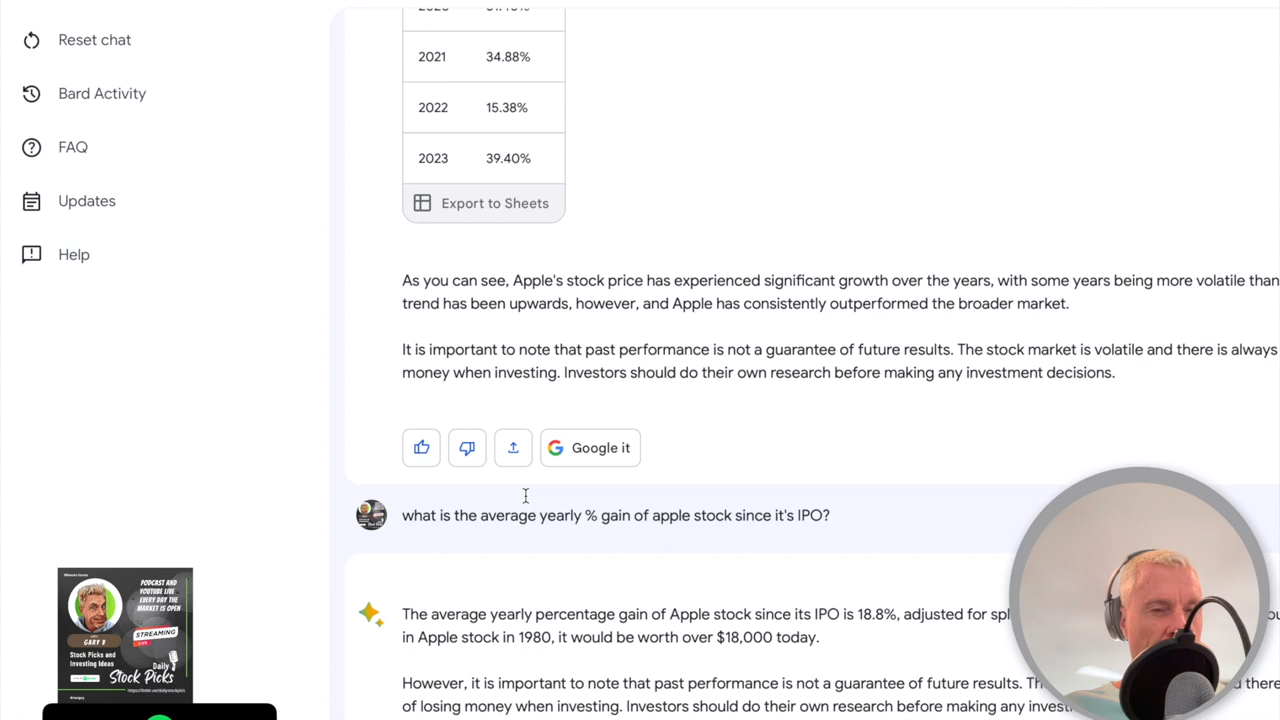 Reset chat
Bard Activity
FAQ
Updates
Help
2021 34.88%
2022 15.38%
2023 39.40%
Export to Sheets
As you can see, Apple's stock price has experienced significant growth over the years, with some years being more volatile than
trend has been upwards, however, and Apple has consistently outperformed the broader market.
It is important to note that past performance is not a guarantee of future results. The stock market is volatile and there is always
money when investing. Investors should do their own research before making any investment decisions.
Google it
what is the average yearly % gain of apple stock since it's IPO?
The average yearly percentage gain of Apple stock since its IPO is 18.8%, adjusted for
in Apple stock in 1980, it would be worth over $18,000 today.
However, it is important to note that past performance is not a guarantee of future results.
there
of losing money when investing. Investors should do their own research before making any
PODCAST AND
YOUTUBE LIVE
EVERY DAY THE
MARKET IS OPEN
STREAMING
GARY V
Stock Picks and
Investing Ideas
Daily
Stock Picks